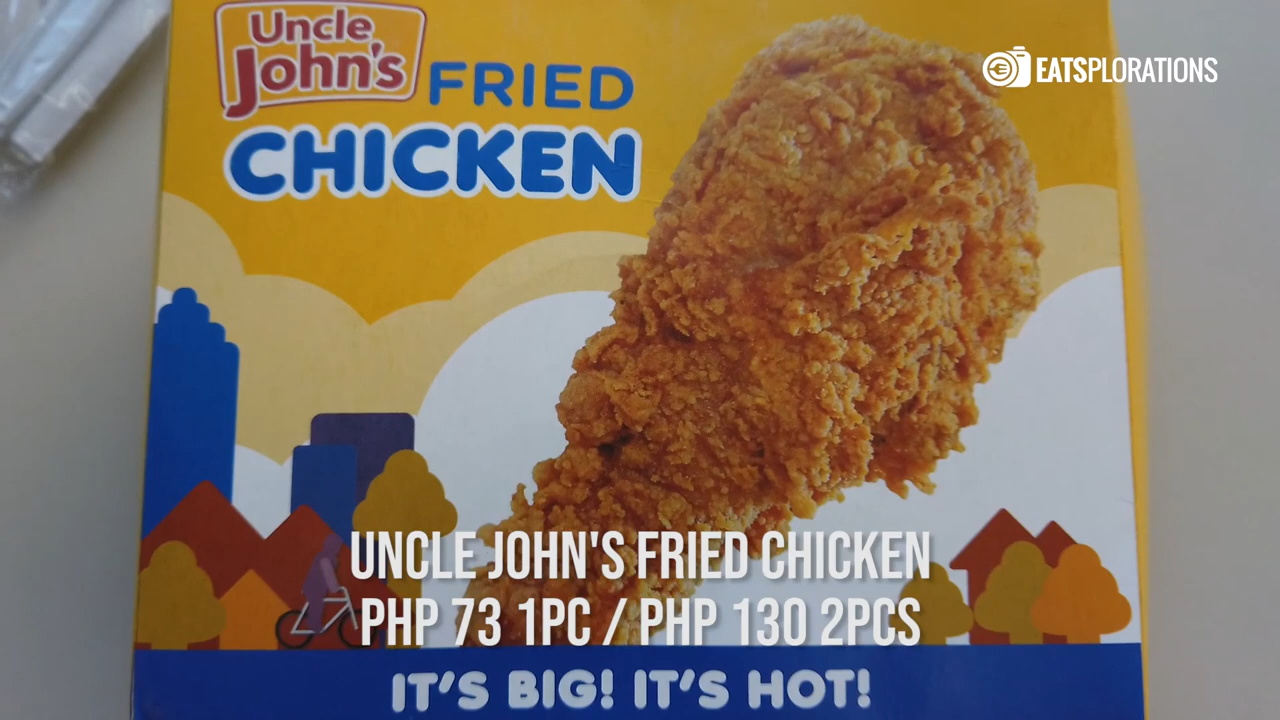 Uncle
John's
FRIED
CHICKEN
EATSPLORATIONS
UNCLE JOHN'S FRIED CHICKEN
PHP 73 1PC / PHP 130 2PCS
IT'S BIG! IT'S HOT!